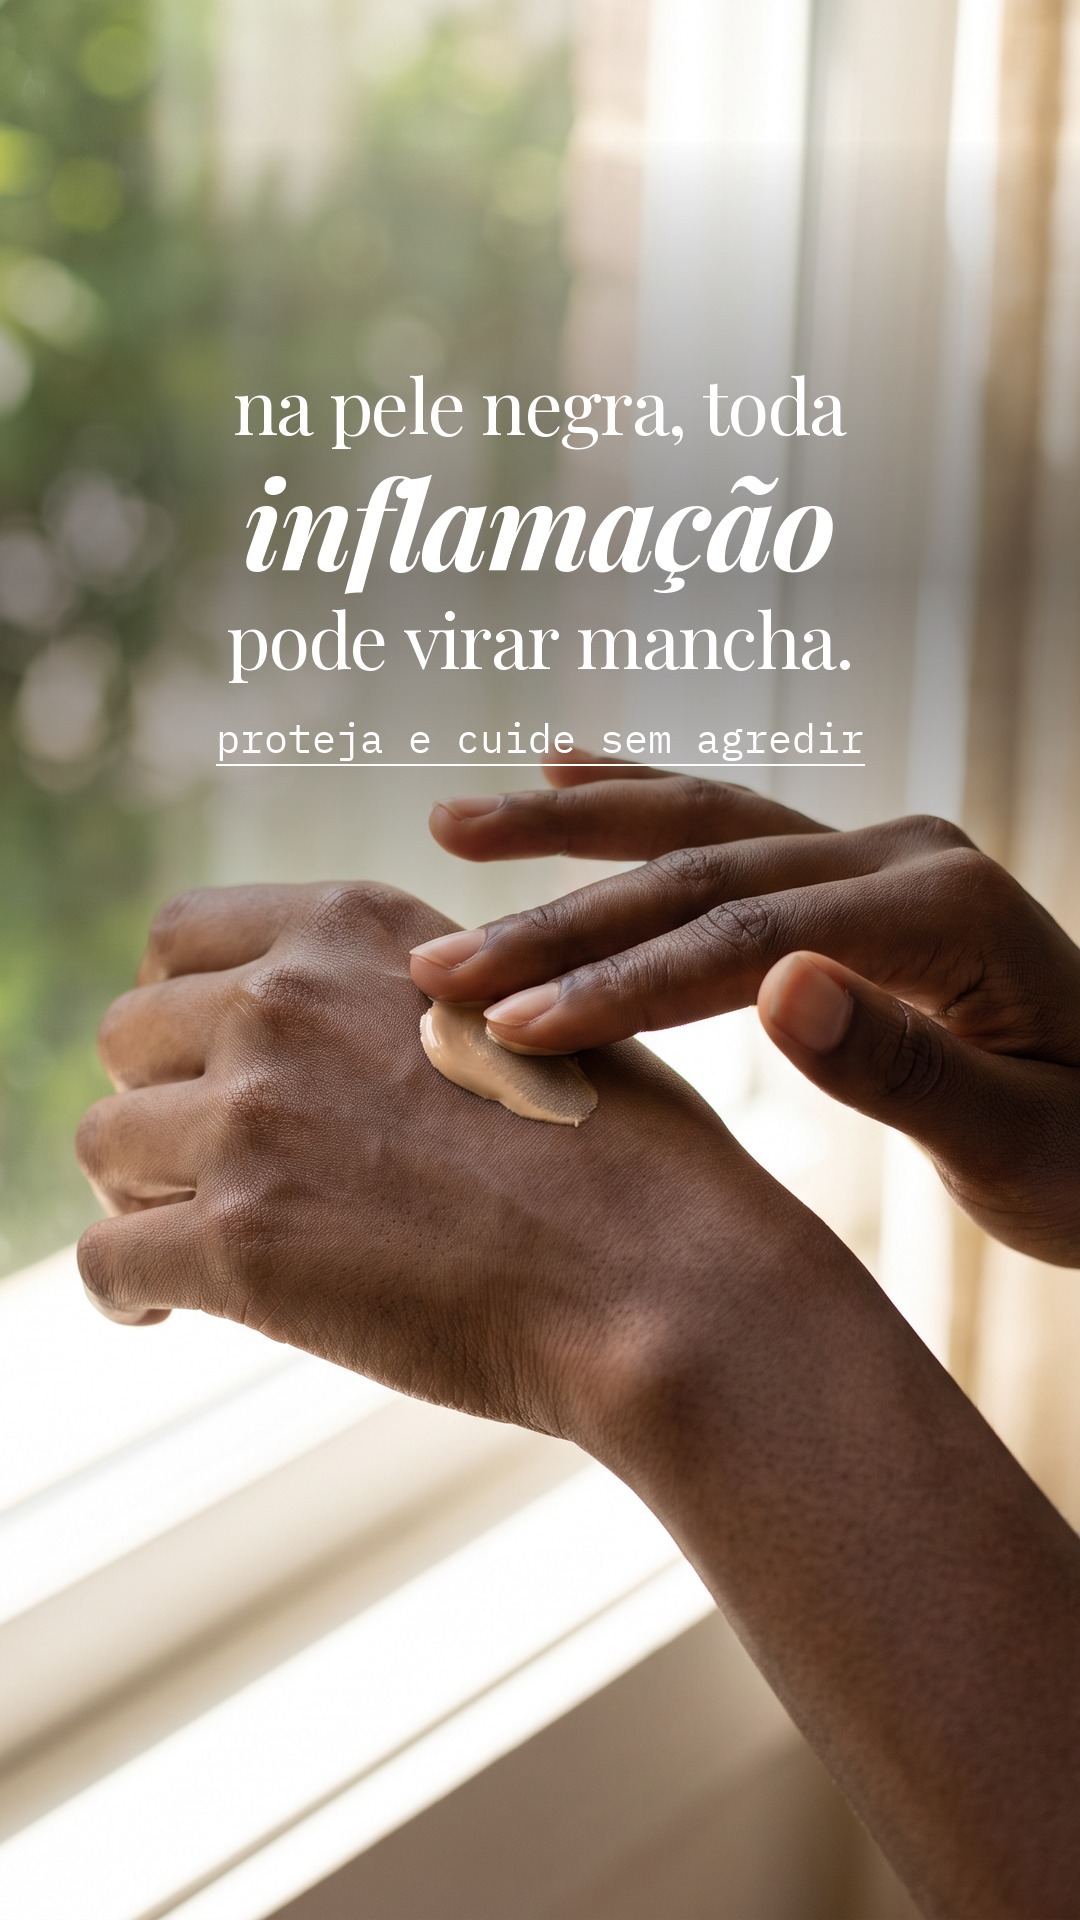 na pele negra, toda
inflamação
pode virar mancha.
proteja e cuide sem agredir